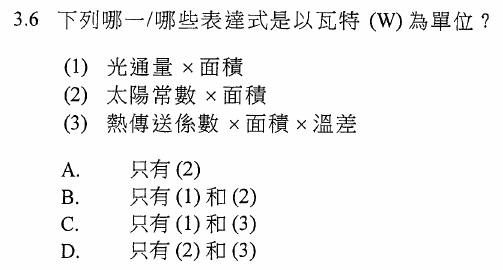 3.6 下列哪一/哪些表達式是以瓦特 (W) 為單位？
(1) 光通量 × 面積
(2) 太陽常數 × 面積
(3) 熱傳送係數 × 面積 × 溫差
A. 只有 (2)
B. 只有 (1) 和 (2)
C. 只有 (1) 和 (3)
D. 只有 (2) 和 (3)